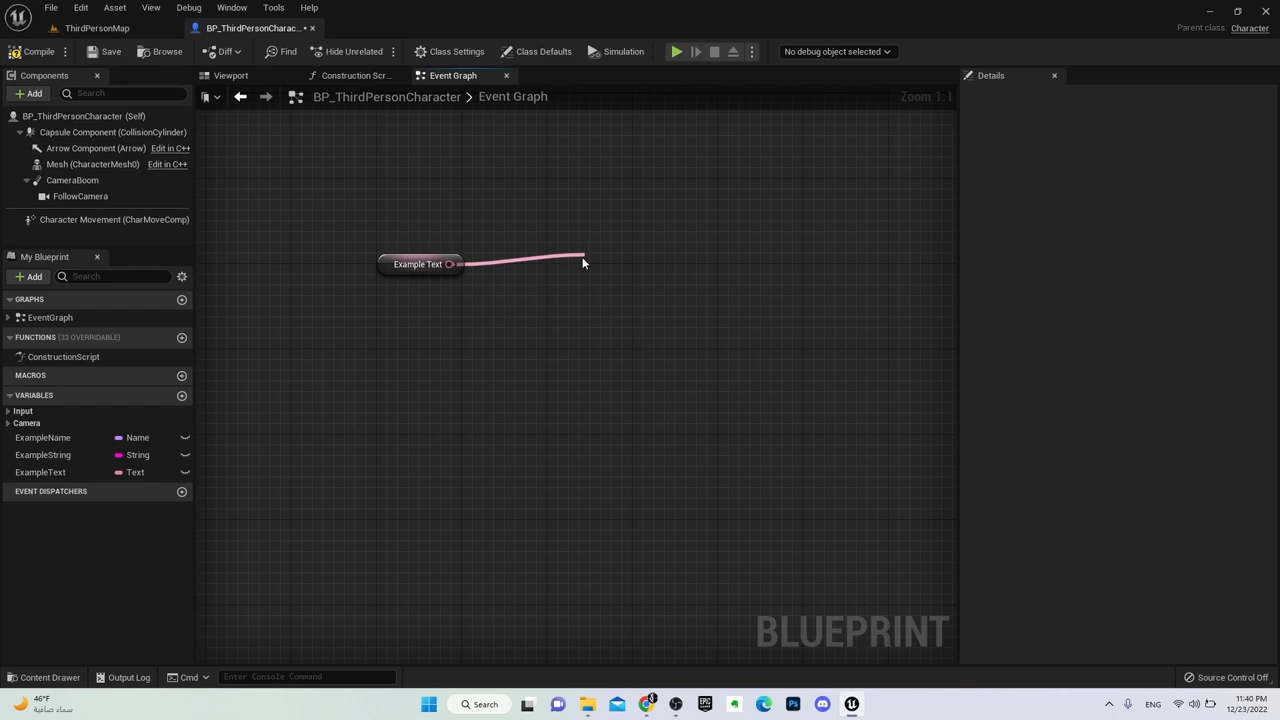 File Edit Asset View Debug Window Tools Help
ThirdPersonMap
BP_ThirdPersonCharac... •
Parent class: Character
Compile
Save
Browse
Diff
Find
Hide Unrelated
Class Settings
Class Defaults
Simulation
No debug object selected
Components
Viewport
Construction Scr...
Event Graph
Details
Add
Search
BP_ThirdPersonCharacter > Event Graph
Zoom 1:1
BP_ThirdPersonCharacter (Self)
Capsule Component (CollisionCylinder)
Arrow Component (Arrow) Edit in C++
Mesh (CharacterMesh0) Edit in C++
CameraBoom
FollowCamera
Character Movement (CharMoveComp)
Example Text
My Blueprint
Add
Search
GRAPHS
EventGraph
FUNCTIONS (33 OVERRIDABLE)
ConstructionScript
MACROS
VARIABLES
Input
Camera
ExampleName Name
ExampleString String
ExampleText Text
EVENT DISPATCHERS
BLUEPRINT
Content Drawer
Output Log
Cmd
Enter Console Command
Source Control Off
46°F
سماء صافية
Search
EPIC GAMES
ENG
11:40 PM
12/23/2022